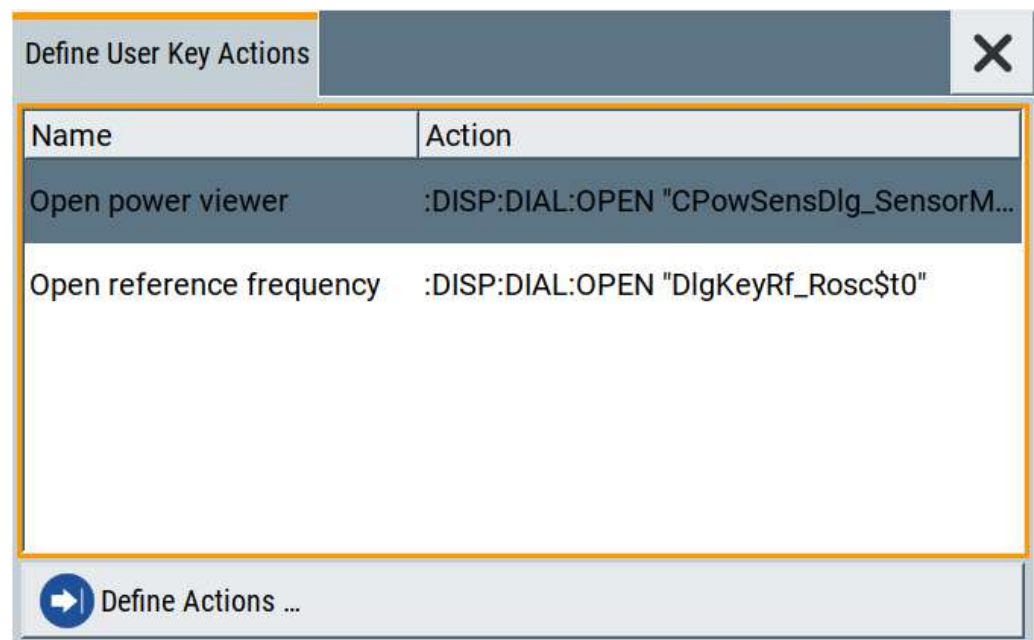 Define User Key Actions
Name Action
Open power viewer :DISP:DIAL:OPEN "CPowSensDlg_SensorM...
Open reference frequency :DISP:DIAL:OPEN "DlgKeyRf_Rosc$t0"
Define Actions ...